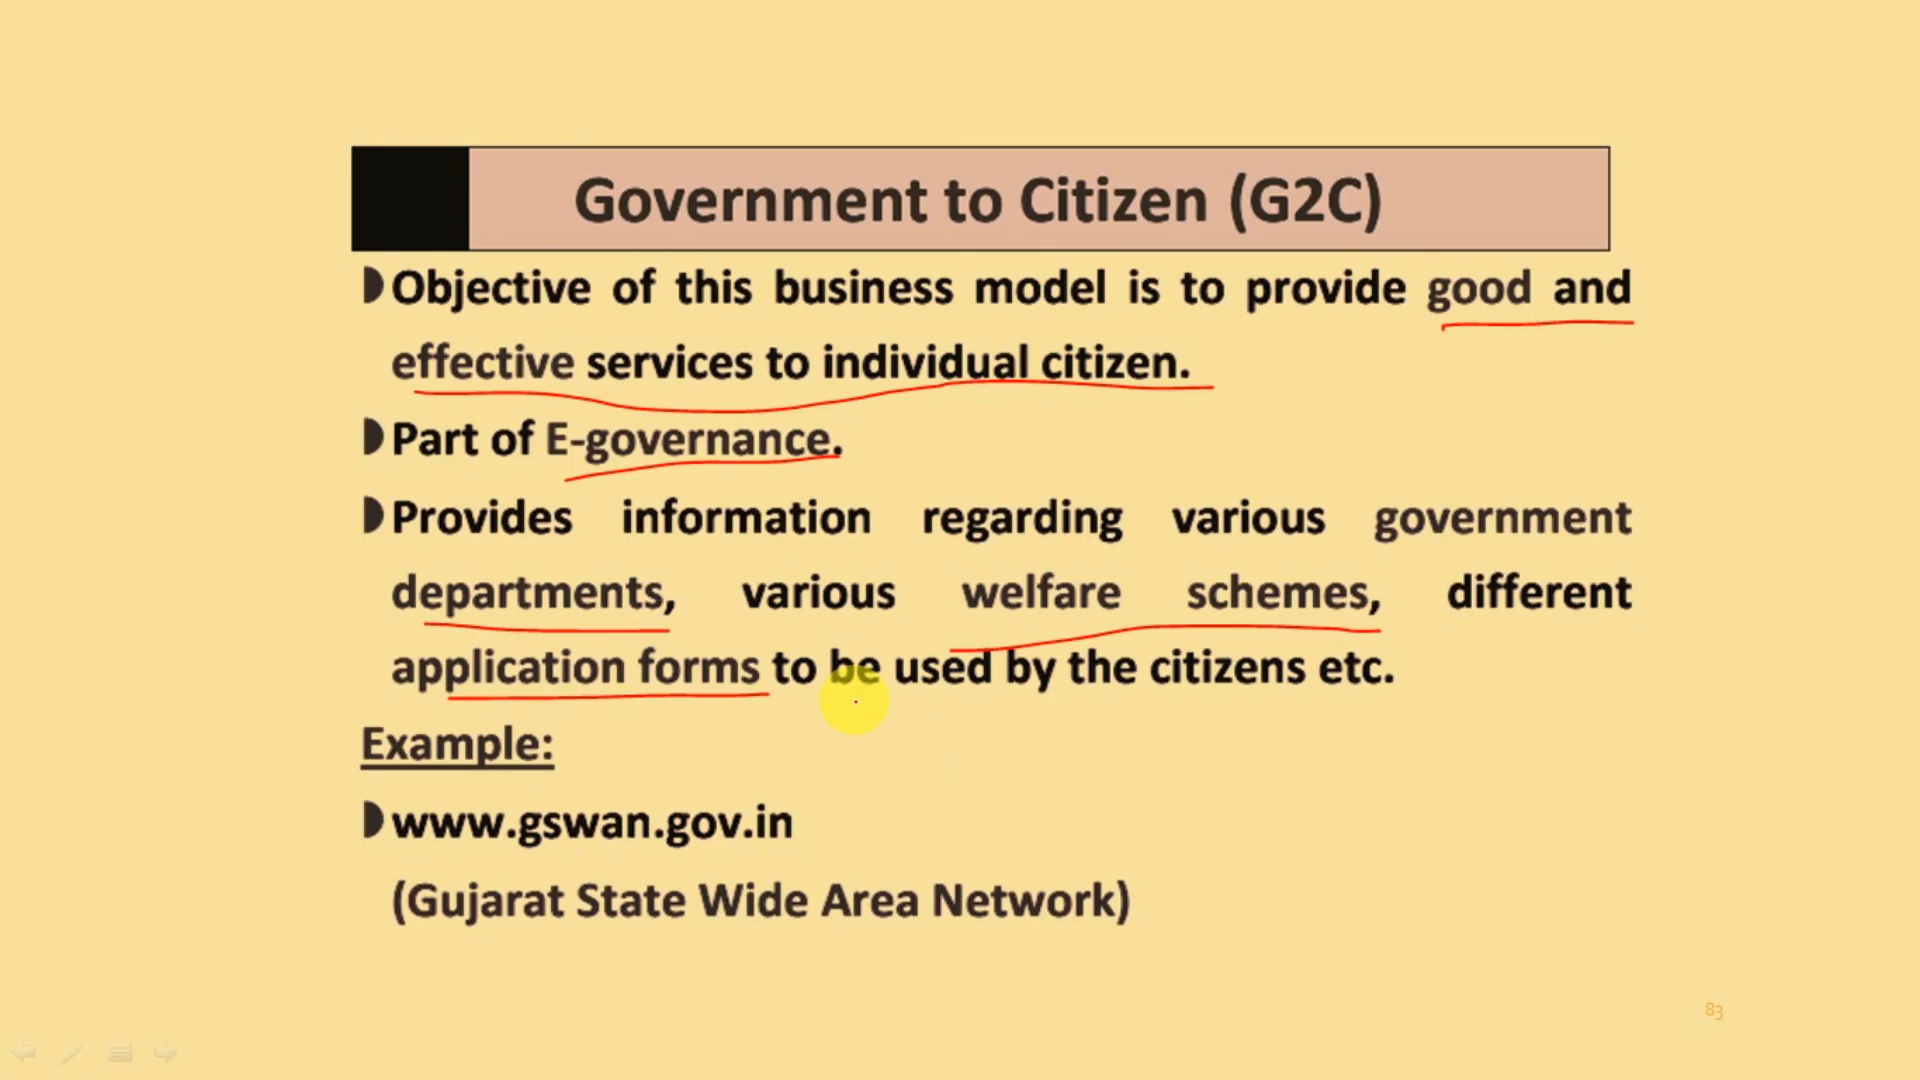 Government to Citizen (G2C)
Objective of this business model is to provide good and
effective services to individual citizen.
Part of E-governance.
Provides information regarding various government
departments, various welfare schemes, different
application forms to be used by the citizens etc.
Example:
www.gswan.gov.in
(Gujarat State Wide Area Network)
83